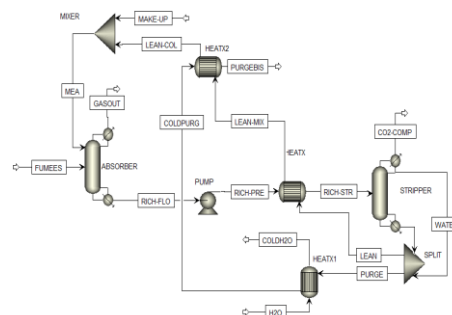 MIXER
MAKE-UP
LEAN-COL
HEATX2
PURGEBIS
GASOUT
MEA
COLDPURG
LEAN-MIX
CO2-COMP
HEATX
FUMEES
ABSORBER
PUMP
RICH-PRE
RICH-STR
STRIPPER
RICH-FLO
WATE
COLDH2O
HEATX1
LEAN
SPLIT
PURGE
H2O